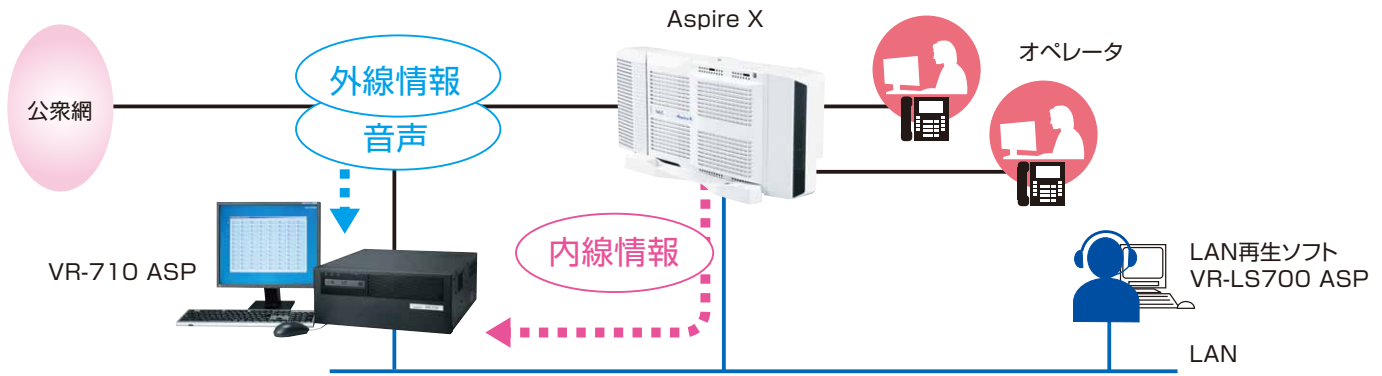 Aspire X
オペレータ
公衆網
外線情報
音声
内線情報
VR-710 ASP
LAN再生ソフト
VR-LS700 ASP
LAN